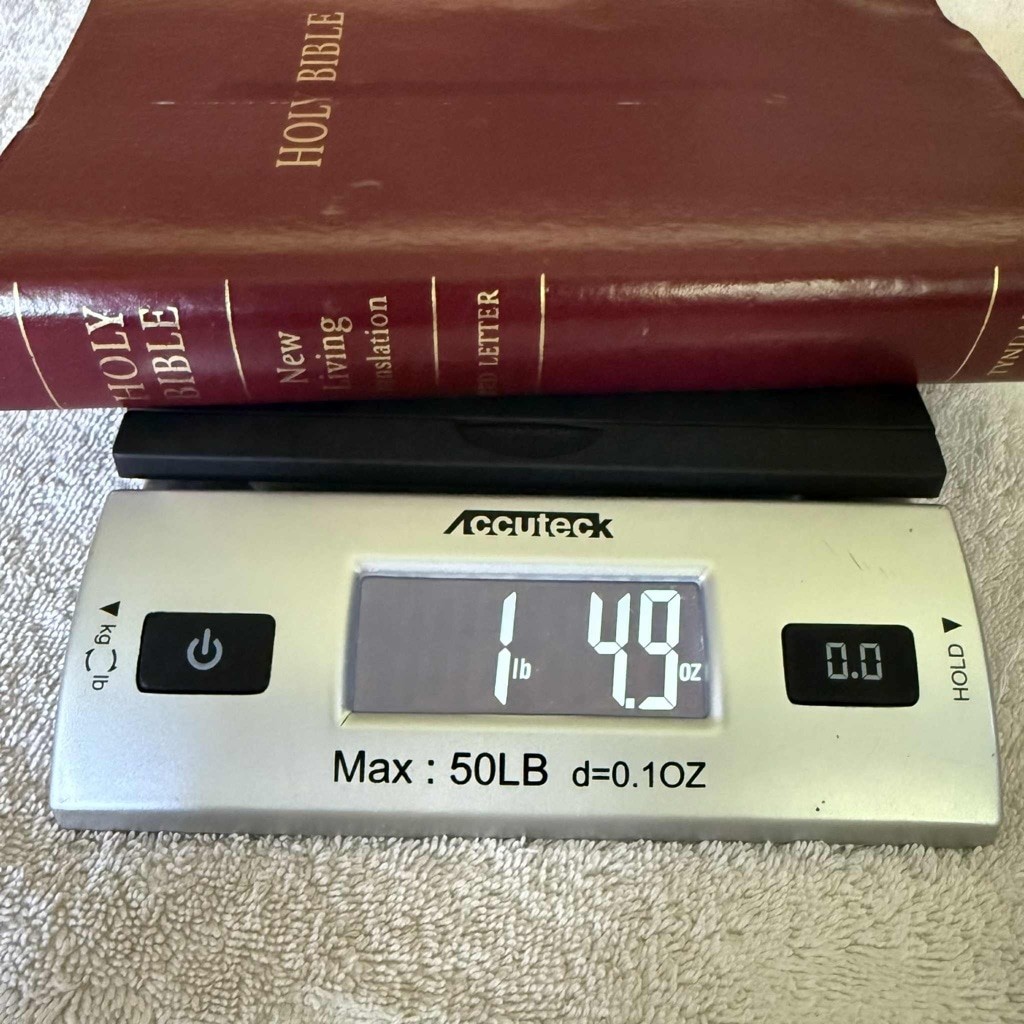 HOLY BIBLE
HOLY
BIBLE
New
Living
LETTER
Accuteck
kg
lb
1 lb 4.9 oz
0.0
HOLD
Max : 50LB d=0.1OZ